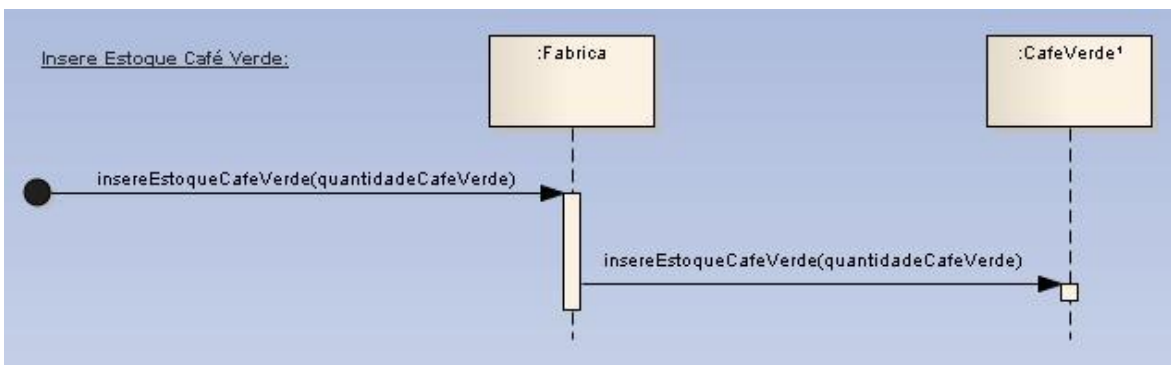 Insere Estoque Café Verde:
:Fabrica
:CafeVerde¹
insereEstoqueCafeVerde(quantidadeCafeVerde)
insereEstoqueCafeVerde(quantidadeCafeVerde)